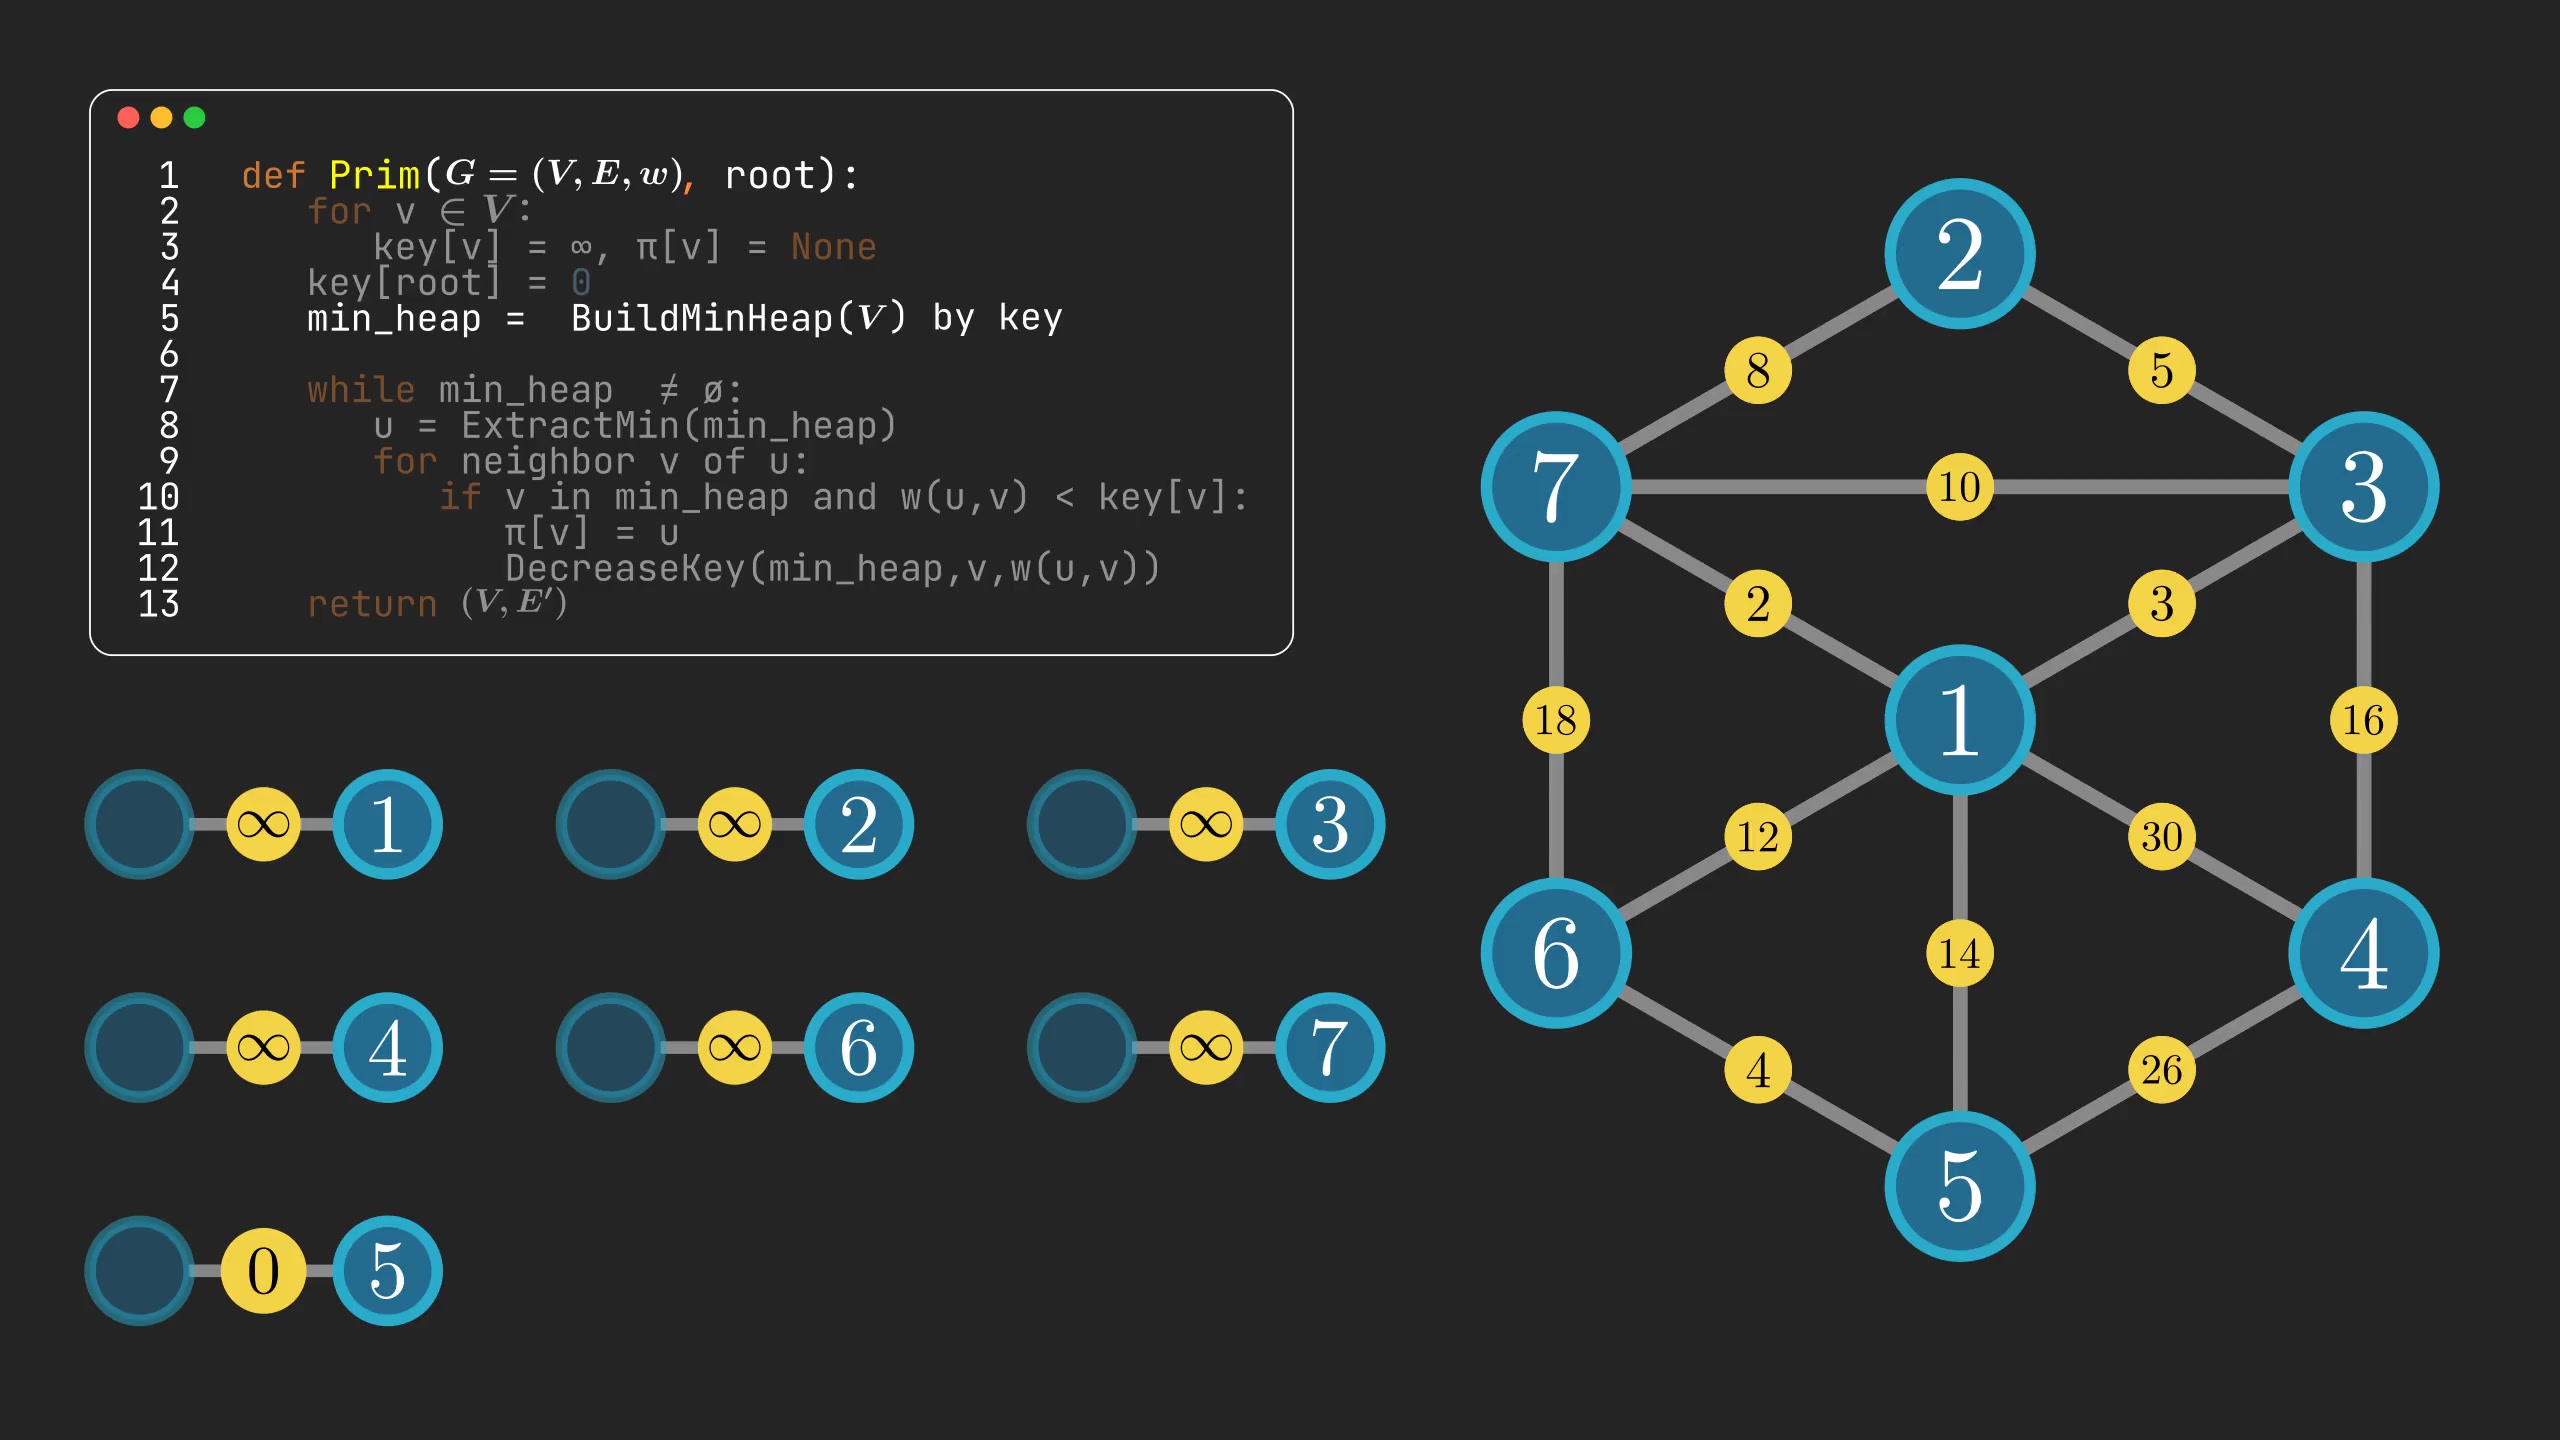 1 def Prim(G = (V, E, w), root):
2 for v ∈ V:
3 key[v] = ∞, π[v] = None
4 key[root] = 0
5 min_heap = BuildMinHeap(V) by key
6
7 while min_heap ≠ ø:
8 u = ExtractMin(min_heap)
9 for neighbor v of u:
10 if v in min_heap and w(u,v) < key[v]:
11 π[v] = u
12 DecreaseKey(min_heap,v,w(u,v))
13 return (V, E′)
∞ 1 ∞ 2 ∞ 3
∞ 4 ∞ 6 ∞ 7
0 5
2
8 5
7 10 3
2 3
18 1 16
12 30
6 14 4
4 26
5